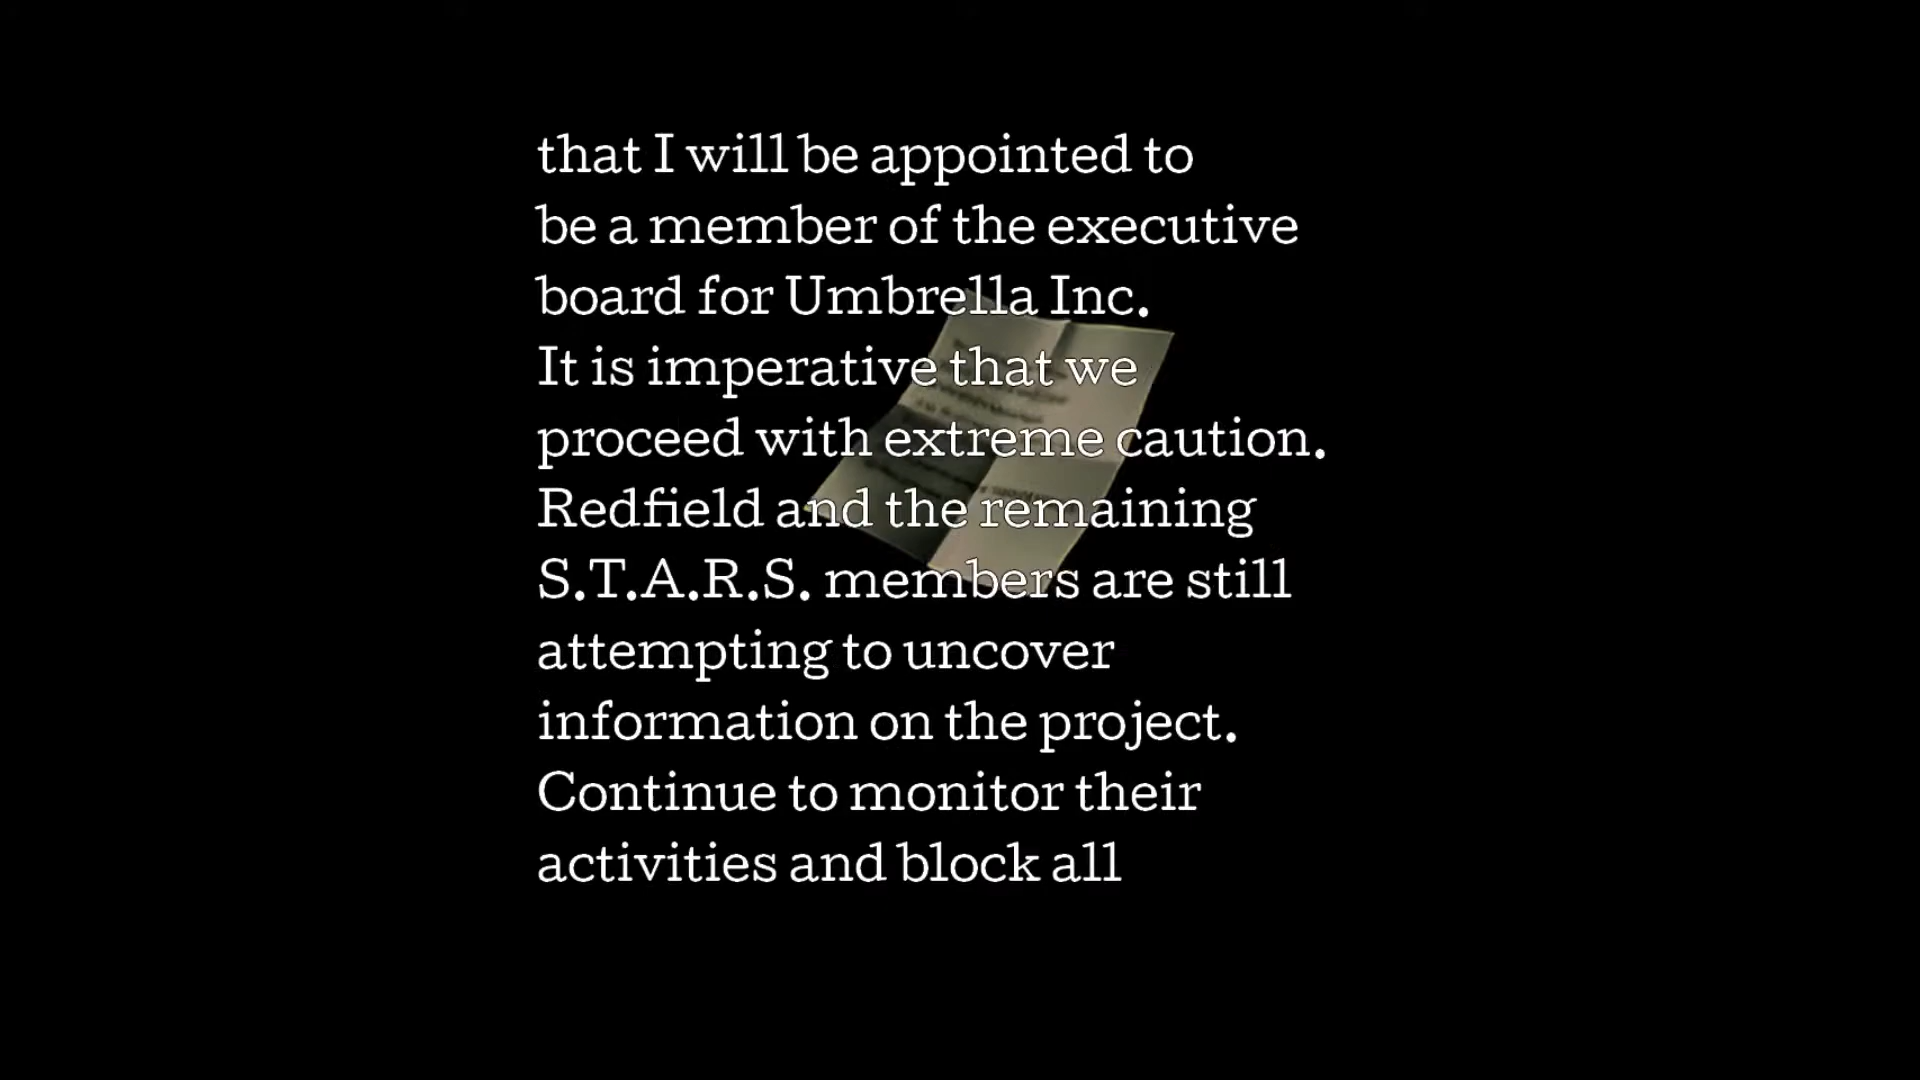 that I will be appointed to
be a member of the executive
board for Umbrella Inc.
It is imperative that we
proceed with extreme caution.
Redfield and the remaining
S.T.A.R.S. members are still
attempting to uncover
information on the project.
Continue to monitor their
activities and block all